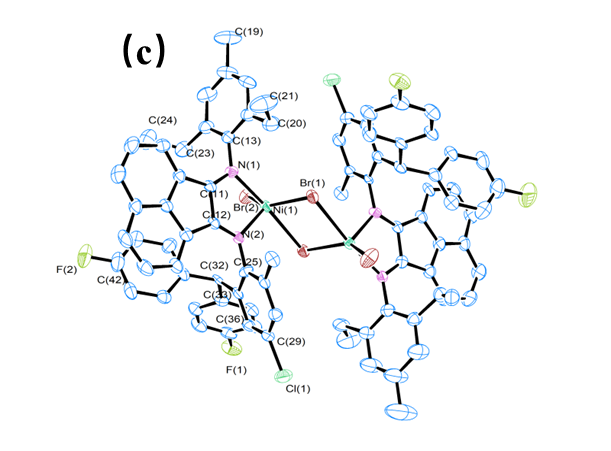 (c)
C(19)
C(21)
C(20)
C(24)
C(13)
C(23)
N(1)
C(11)
Br(1)
Br(2)
Ni(1)
C(12)
N(2)
C(25)
F(2)
C(32)
C(42)
C(33)
C(36)
C(29)
F(1)
Cl(1)